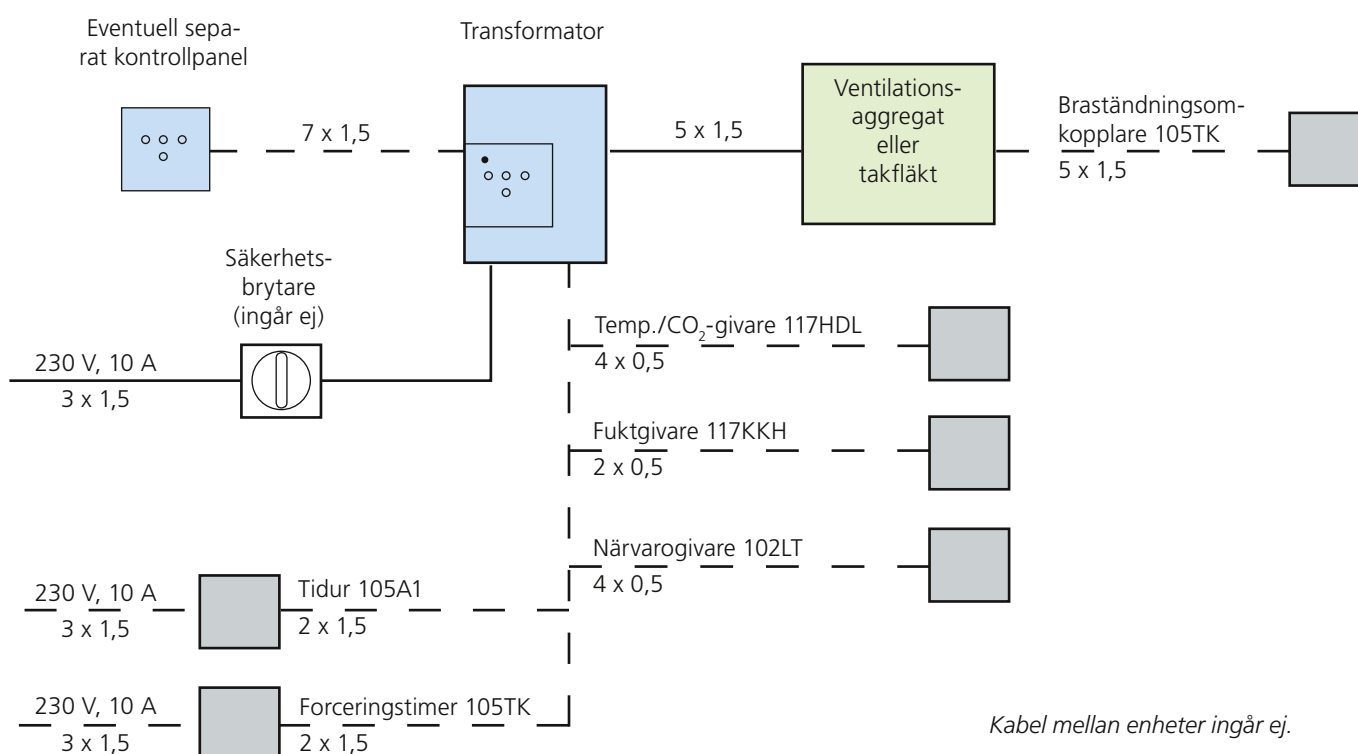 Eventuell sepa-
rat kontrollpanel
Transformator
7 x 1,5
5 x 1,5
Ventilations-
aggregat
eller
takfläkt
Braständningsom-
kopplare 105TK
5 x 1,5
Säkerhets-
brytare
(ingår ej)
230 V, 10 A
3 x 1,5
Temp./CO₂-givare 117HDL
4 x 0,5
Fuktgivare 117KKH
2 x 0,5
Närvarogivare 102LT
4 x 0,5
230 V, 10 A
3 x 1,5
Tidur 105A1
2 x 1,5
230 V, 10 A
3 x 1,5
Forceringstimer 105TK
2 x 1,5
Kabel mellan enheter ingår ej.